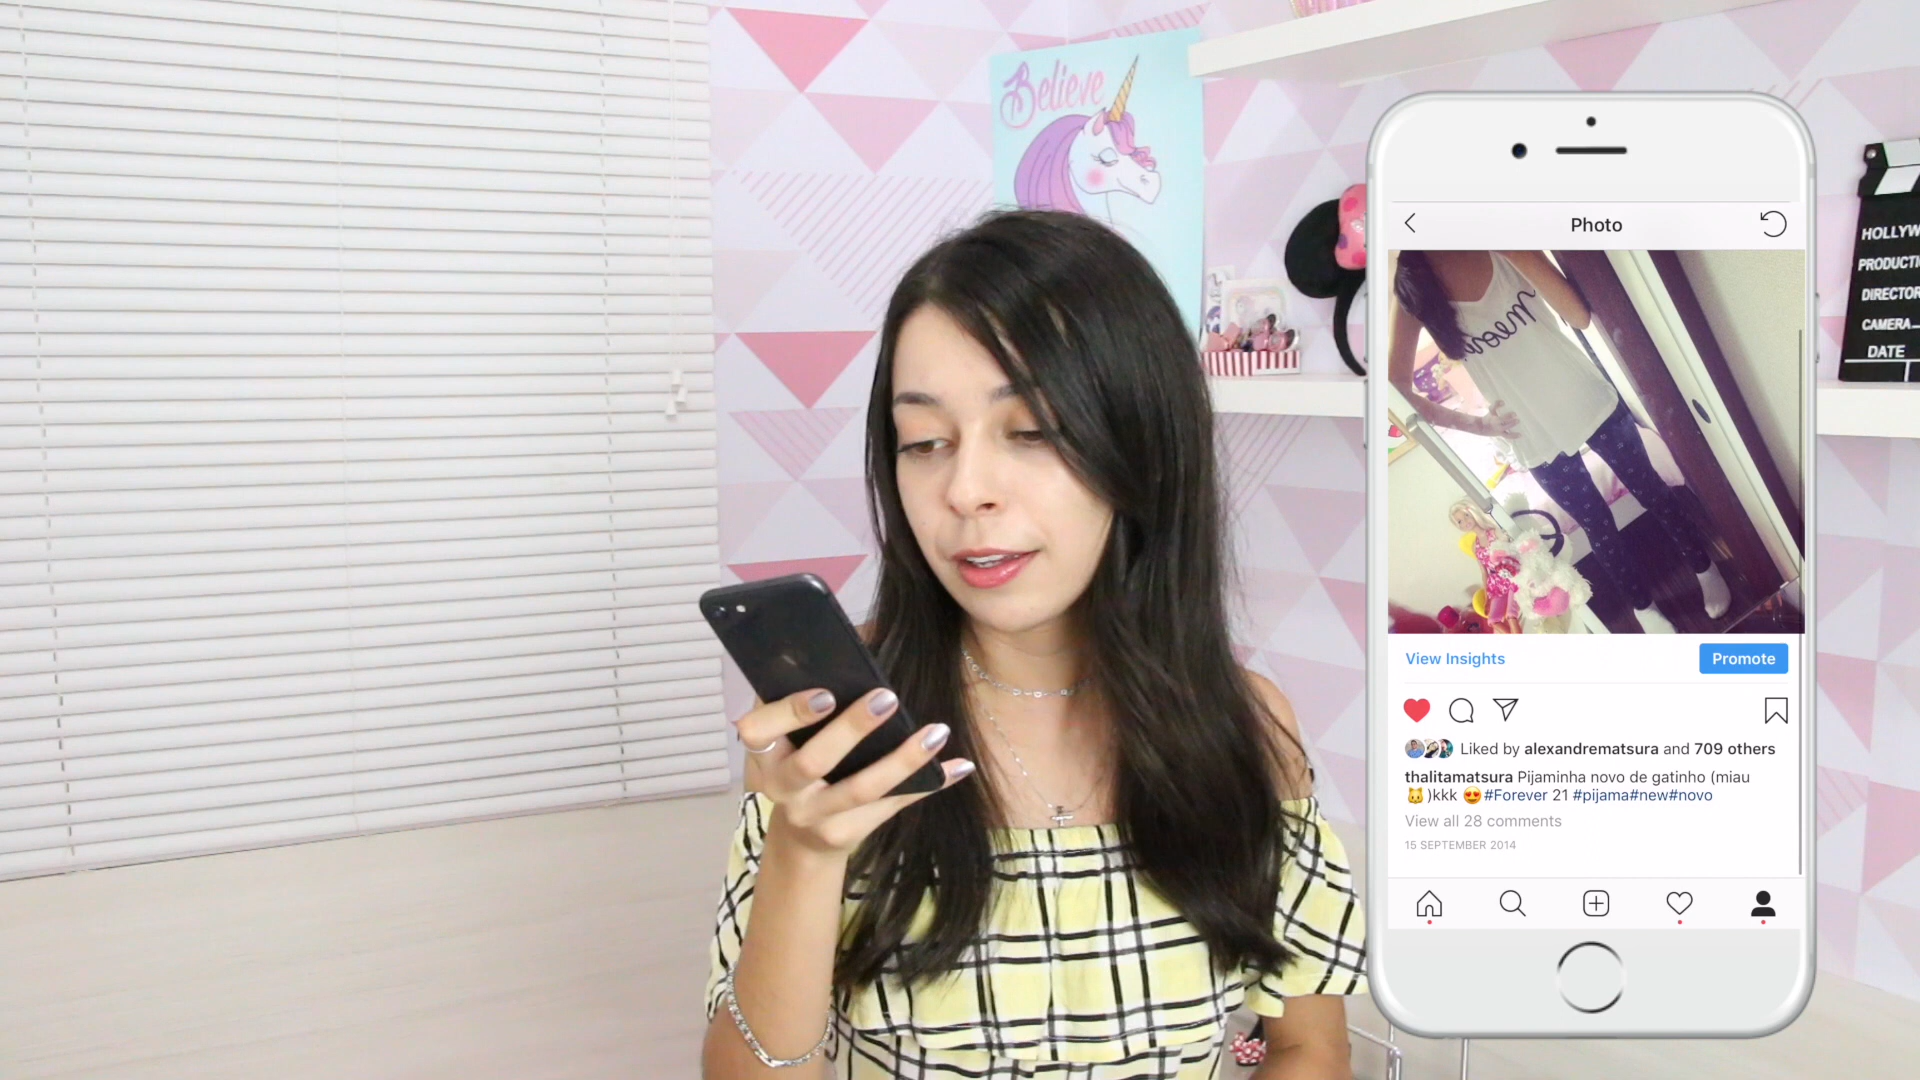 Believe
HOLLYW
PRODUCTI
DIRECTOR
CAMERA
DATE
Photo
meow
View Insights
Promote
Liked by alexandrematsura and 709 others
thalitamatsura Pijaminha novo de gatinho (miau
🐱)kkk 😍#Forever 21 #pijama#new#novo
View all 28 comments
15 SEPTEMBER 2014